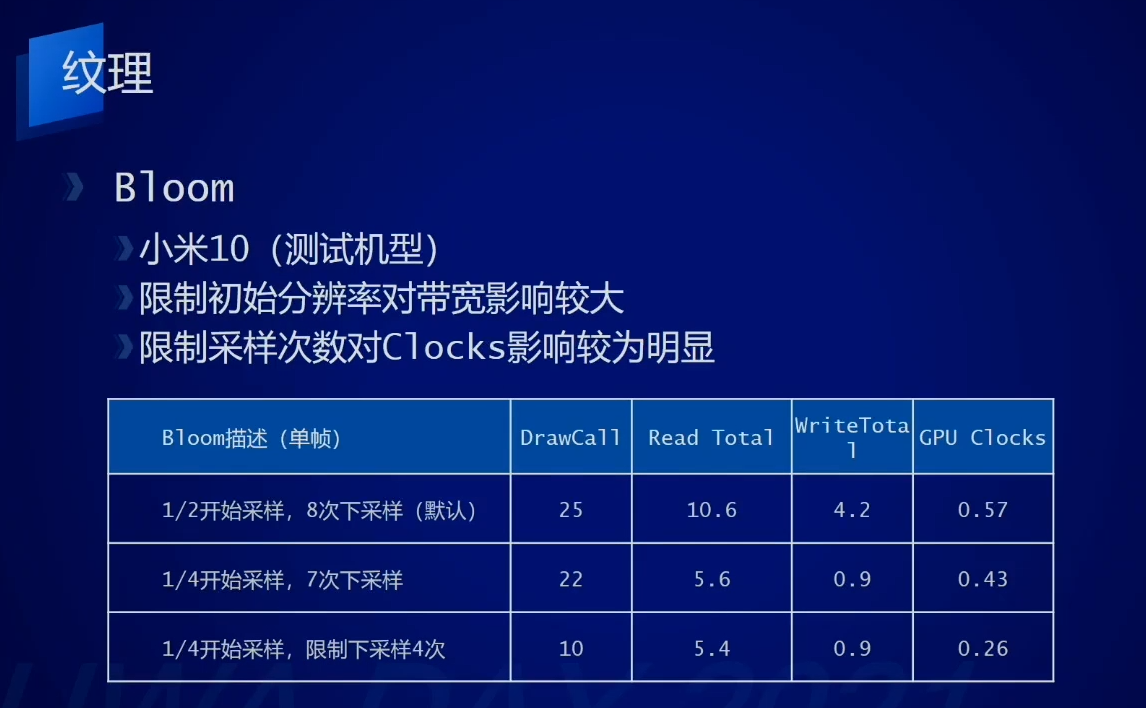 纹理
Bloom
小米10（测试机型）
限制初始分辨率对带宽影响较大
限制采样次数对Clocks影响较为明显
Bloom描述（单帧） DrawCall Read Total WriteTota
l GPU Clocks
1/2开始采样，8次下采样（默认） 25 10.6 4.2 0.57
1/4开始采样，7次下采样 22 5.6 0.9 0.43
1/4开始采样，限制下采样4次 10 5.4 0.9 0.26
UWA DAY 2021